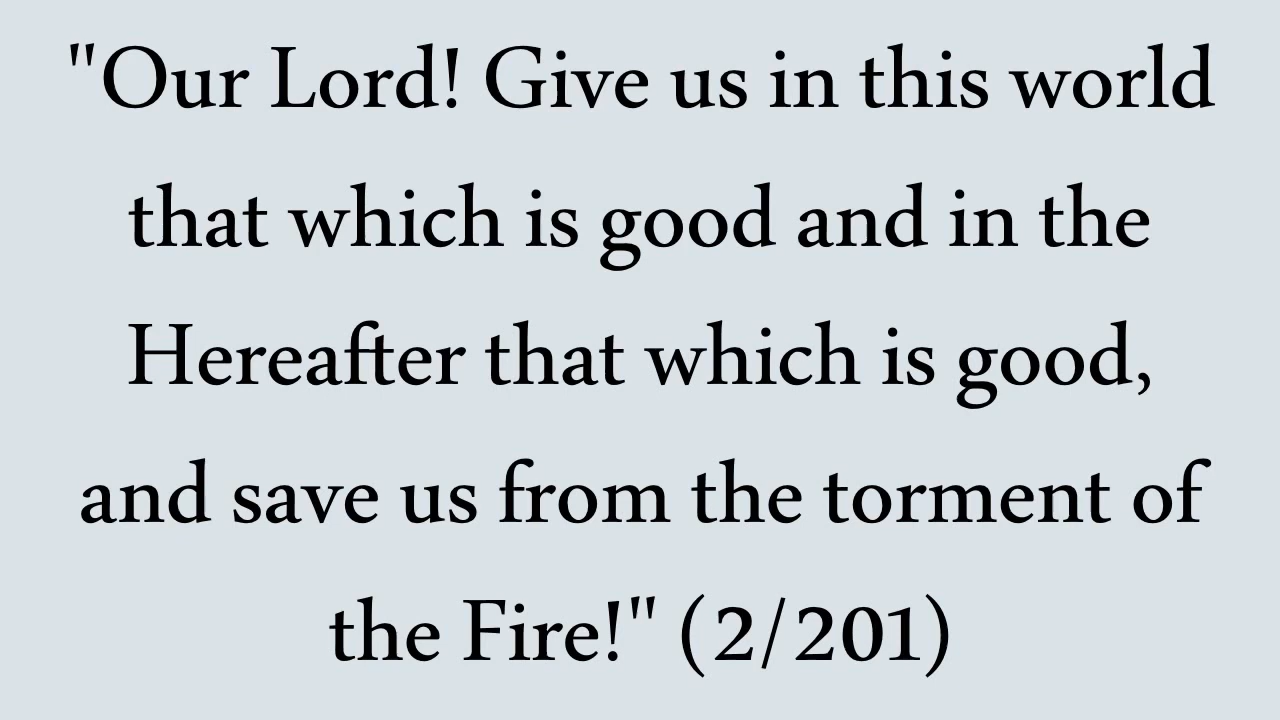 "Our Lord! Give us in this world
that which is good and in the
Hereafter that which is good,
and save us from the torment of
the Fire!" (2/201)